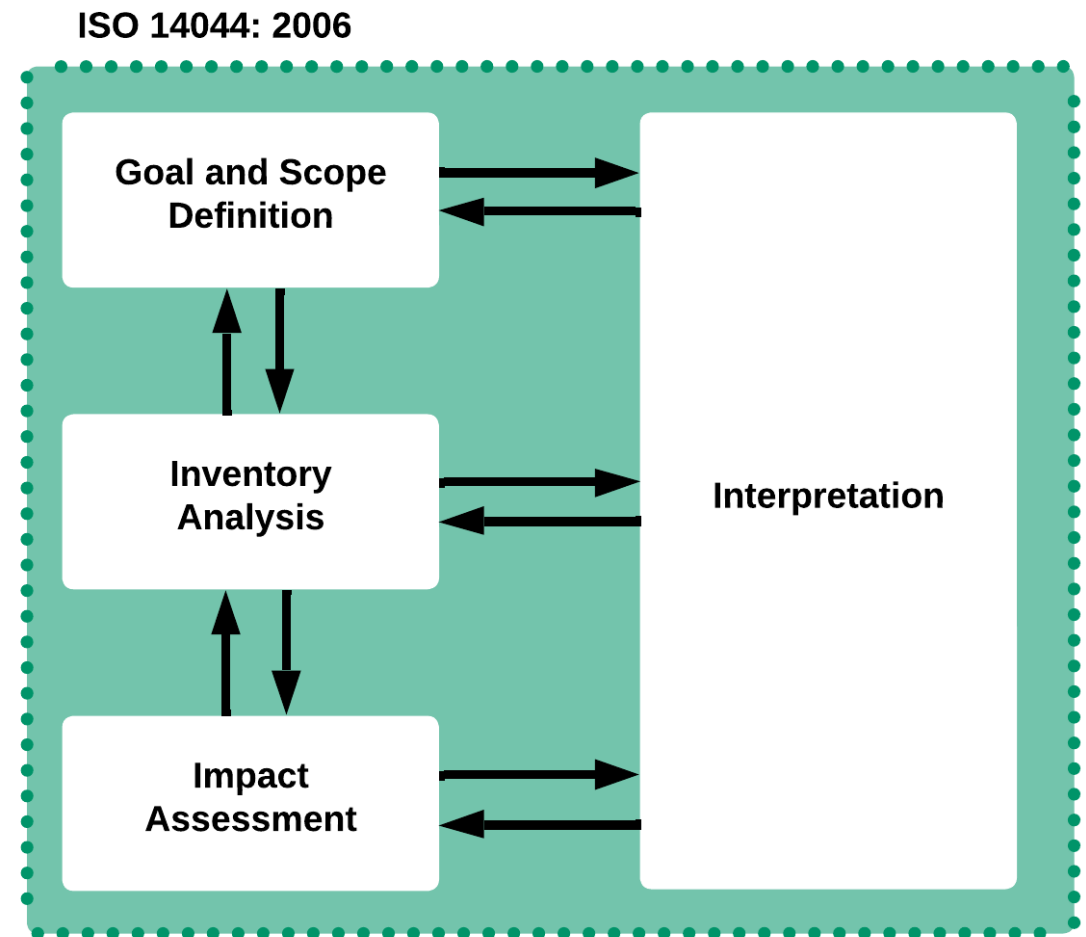 ISO 14044: 2006
Goal and Scope
Definition
Inventory
Analysis
Interpretation
Impact
Assessment